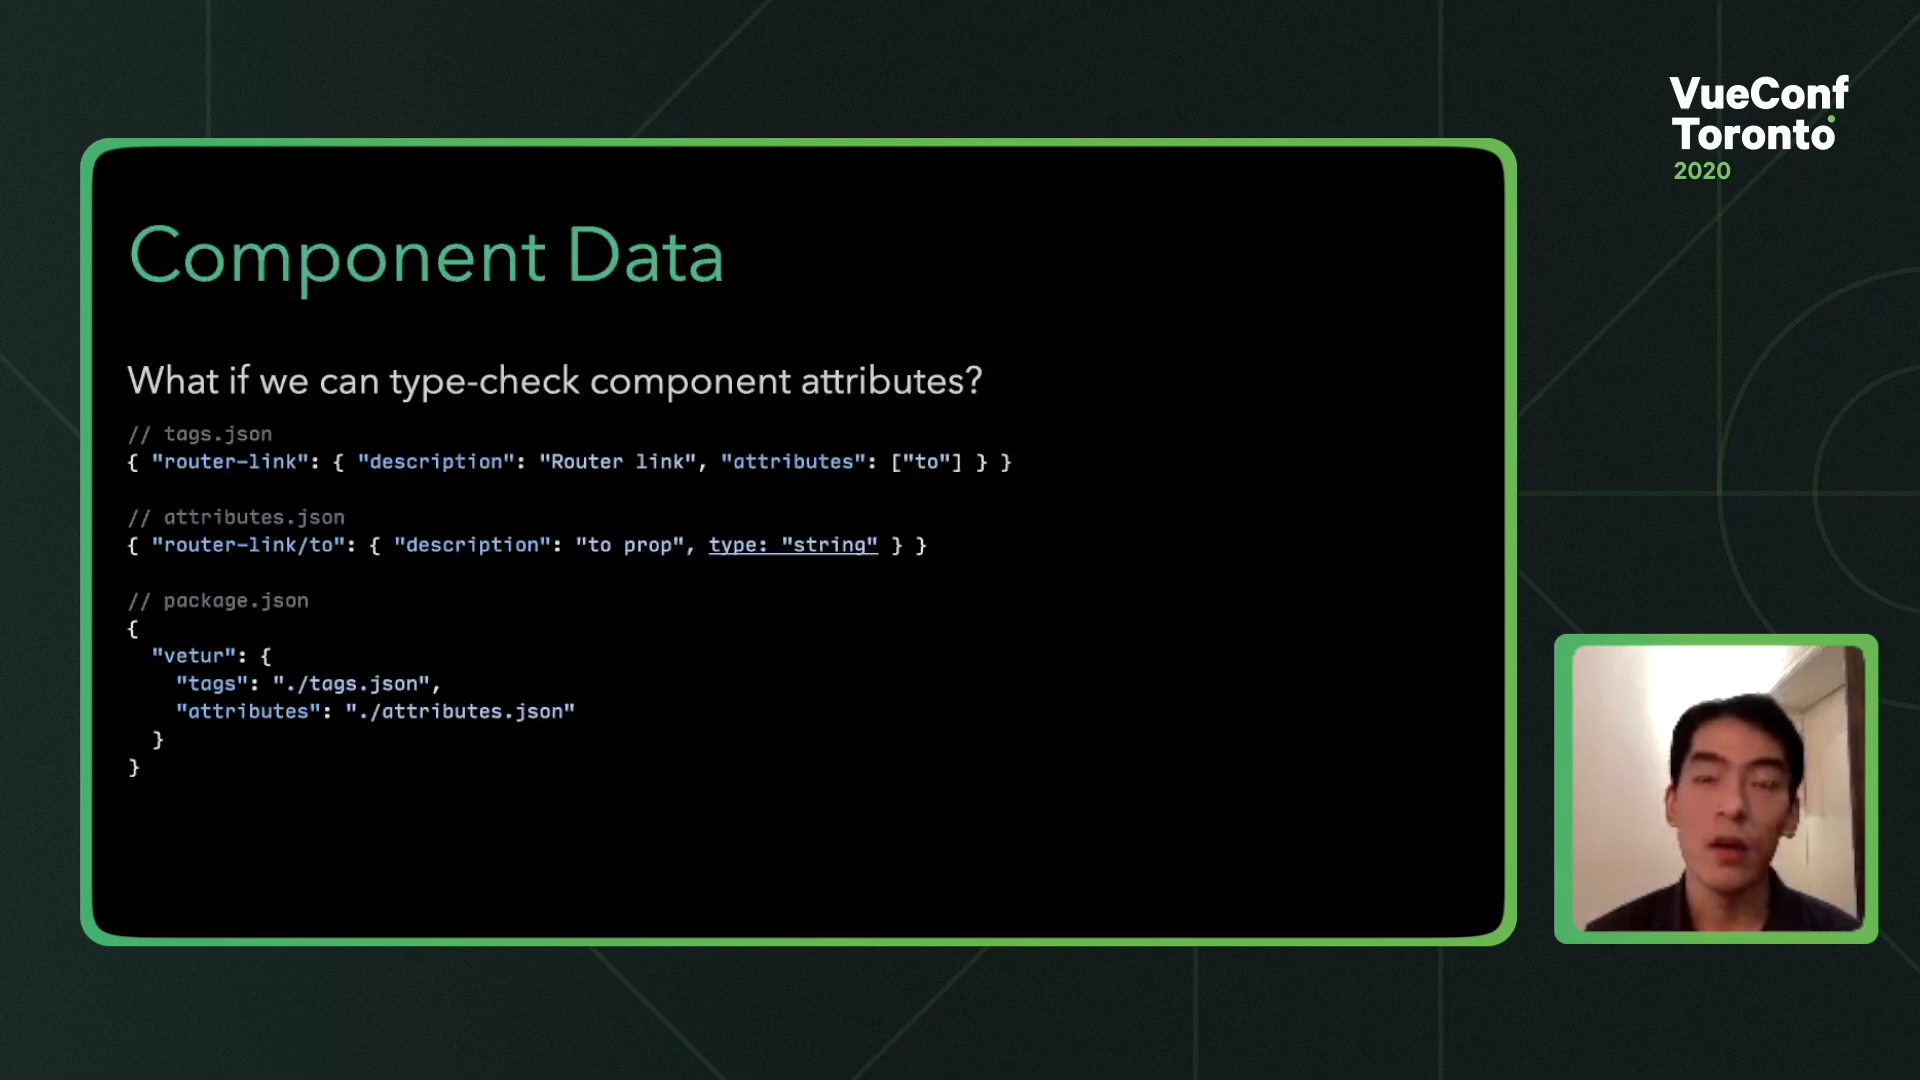 VueConf
Toronto
2020
Component Data
What if we can type-check component attributes?
// tags.json
{ "router-link": { "description": "Router link", "attributes": ["to"] } }
// attributes.json
{ "router-link/to": { "description": "to prop", type: "string" } }
// package.json
{
  "vetur": {
    "tags": "./tags.json",
    "attributes": "./attributes.json"
  }
}